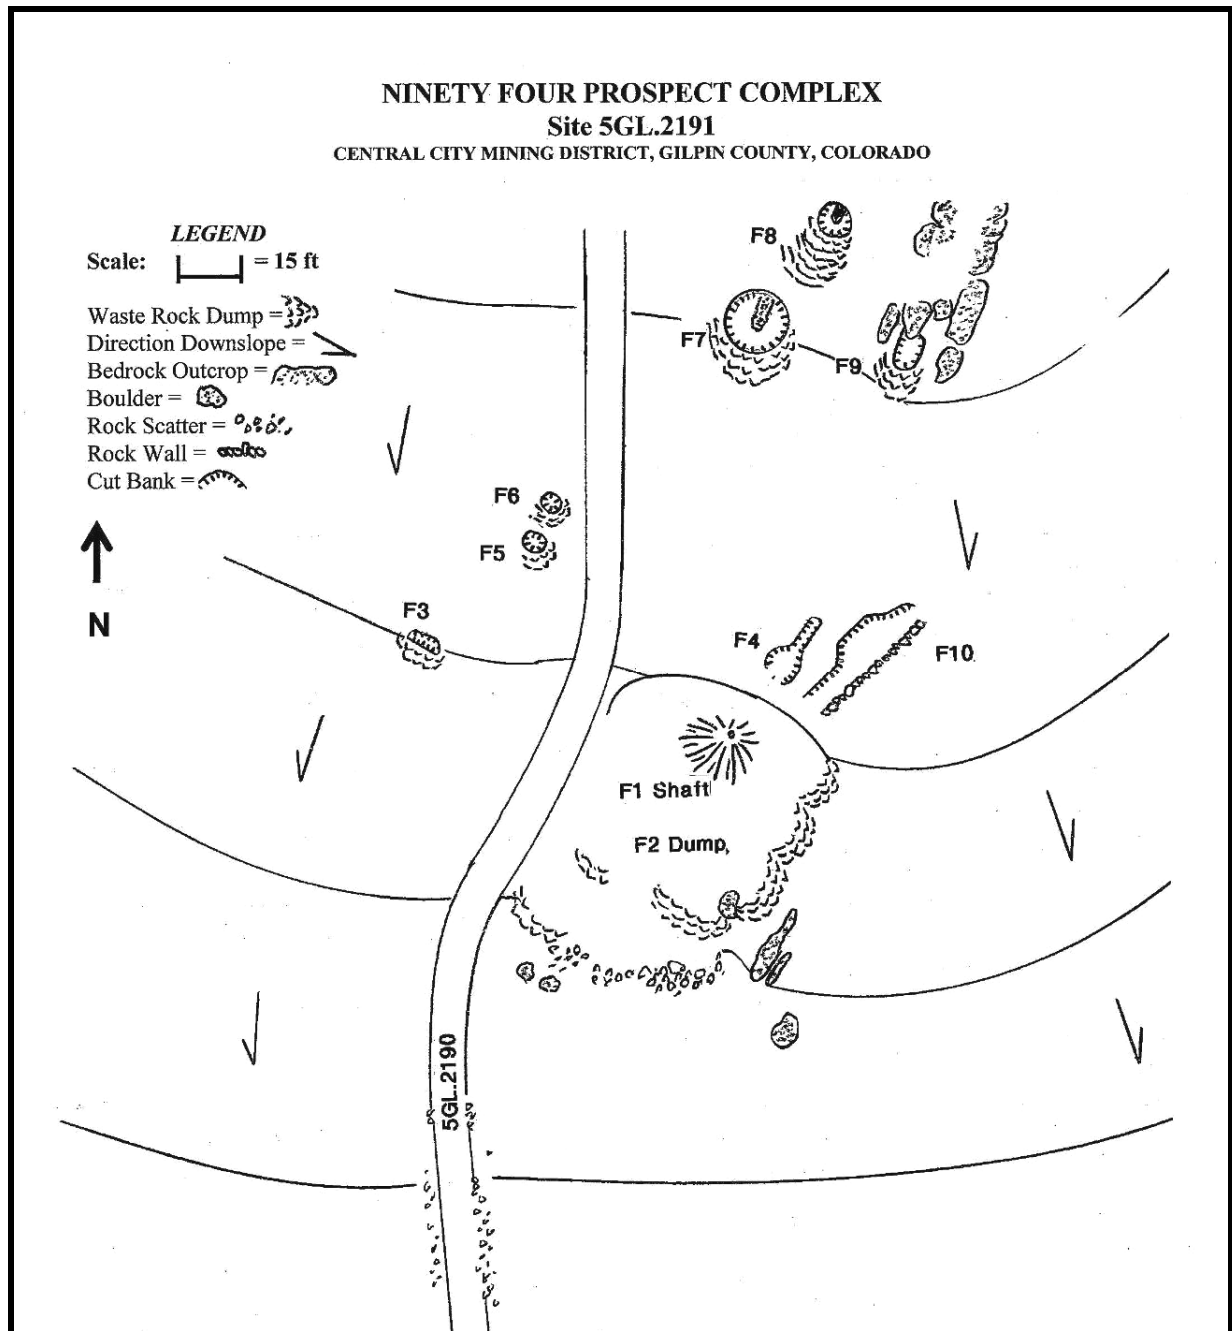 NINETY FOUR PROSPECT COMPLEX
Site 5GL.2191
CENTRAL CITY MINING DISTRICT, GILPIN COUNTY, COLORADO
LEGEND
Scale: = 15 ft
Waste Rock Dump =
Direction Downslope =
Bedrock Outcrop =
Boulder =
Rock Scatter =
Rock Wall =
Cut Bank =
N
F8
F7
F9
F6
F5
F3
F4
F10
F1 Shaft
F2 Dump
5GL.2190